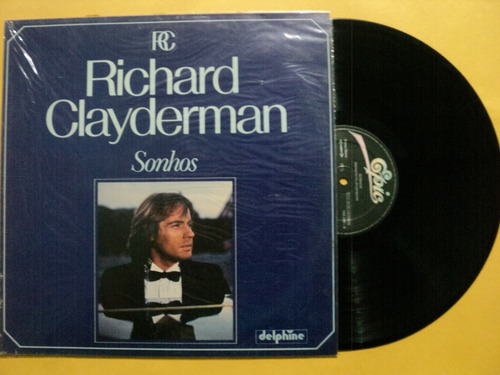 RC
Richard
Clayderman
Sonhos
delphine
Epic